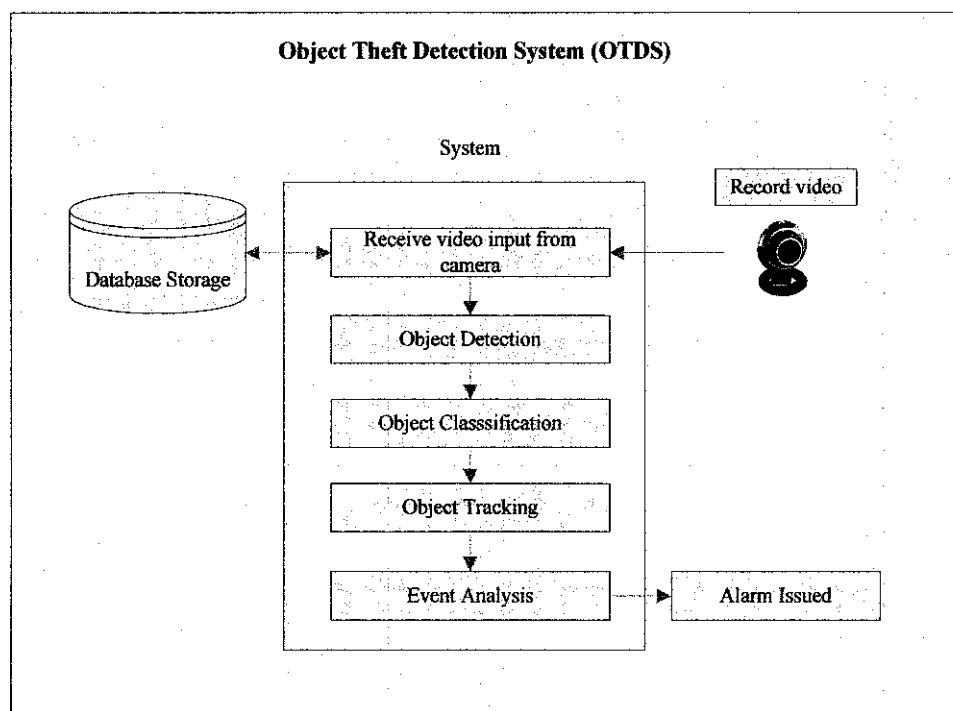 Object Theft Detection System (OTDS)
System
Record video
Receive video input from
camera
Database Storage
Object Detection
Object Classsification
Object Tracking
Event Analysis
Alarm Issued